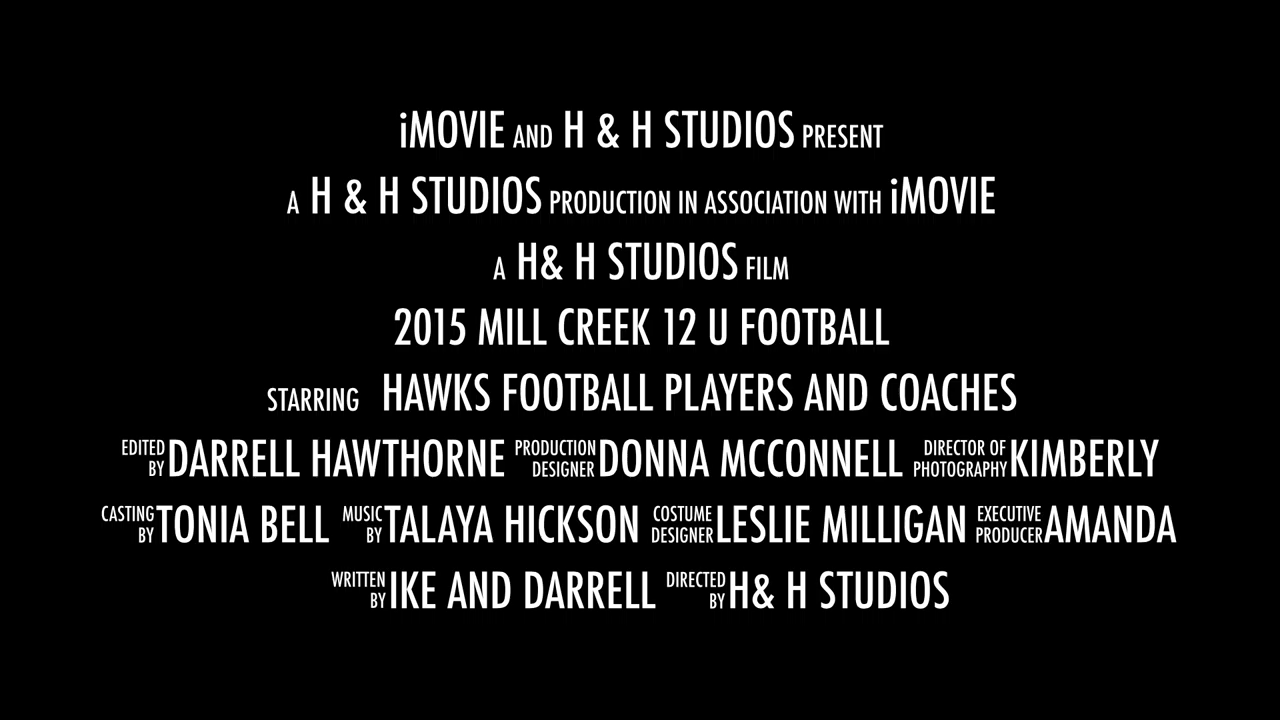 iMOVIE AND H & H STUDIOS PRESENT
A H & H STUDIOS PRODUCTION IN ASSOCIATION WITH iMOVIE
A H& H STUDIOS FILM
2015 MILL CREEK 12 U FOOTBALL
STARRING HAWKS FOOTBALL PLAYERS AND COACHES
EDITED BY DARRELL HAWTHORNE PRODUCTION DESIGNER DONNA MCCONNELL DIRECTOR OF PHOTOGRAPHY KIMBERLY
CASTING BY TONIA BELL MUSIC BY TALAYA HICKSON COSTUME DESIGNER LESLIE MILLIGAN EXECUTIVE PRODUCER AMANDA
WRITTEN BY IKE AND DARRELL DIRECTED BY H& H STUDIOS